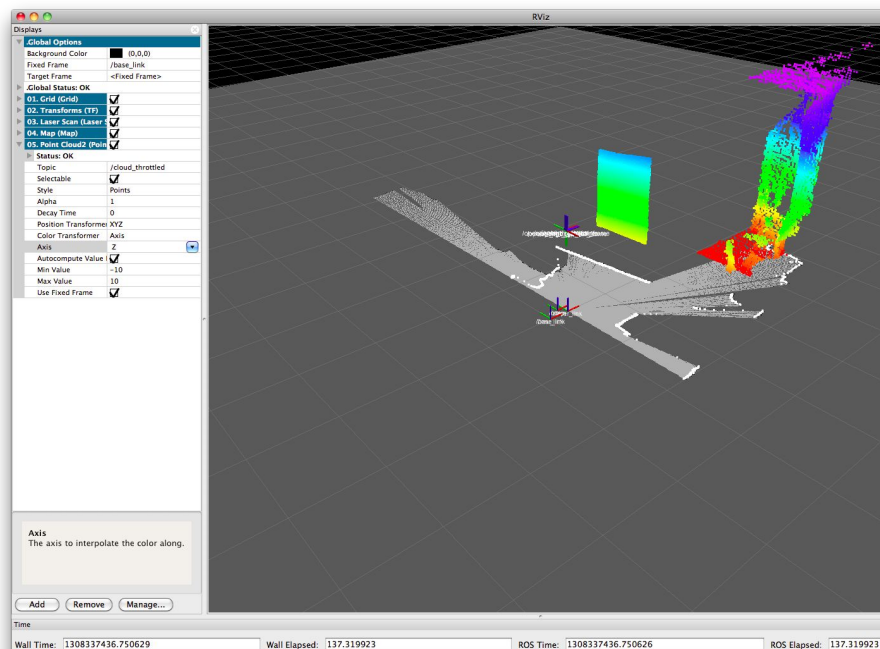 RViz
Displays
.Global Options
Background Color (0,0,0)
Fixed Frame /base_link
Target Frame <Fixed Frame>
.Global Status: OK
01. Grid (Grid)
02. Transforms (TF)
03. Laser Scan (Laser S
04. Map (Map)
05. Point Cloud2 (Poin
Status: OK
Topic /cloud_throttled
Selectable
Style Points
Alpha 1
Decay Time 0
Position Transformer XYZ
Color Transformer Axis
Axis Z
Autocompute Value
Min Value -10
Max Value 10
Use Fixed Frame
/base_link
Axis
The axis to interpolate the color along.
Add Remove Manage...
Time
Wall Time: 1308337436.750629 Wall Elapsed: 137.319923 ROS Time: 1308337436.750626 ROS Elapsed: 137.319923